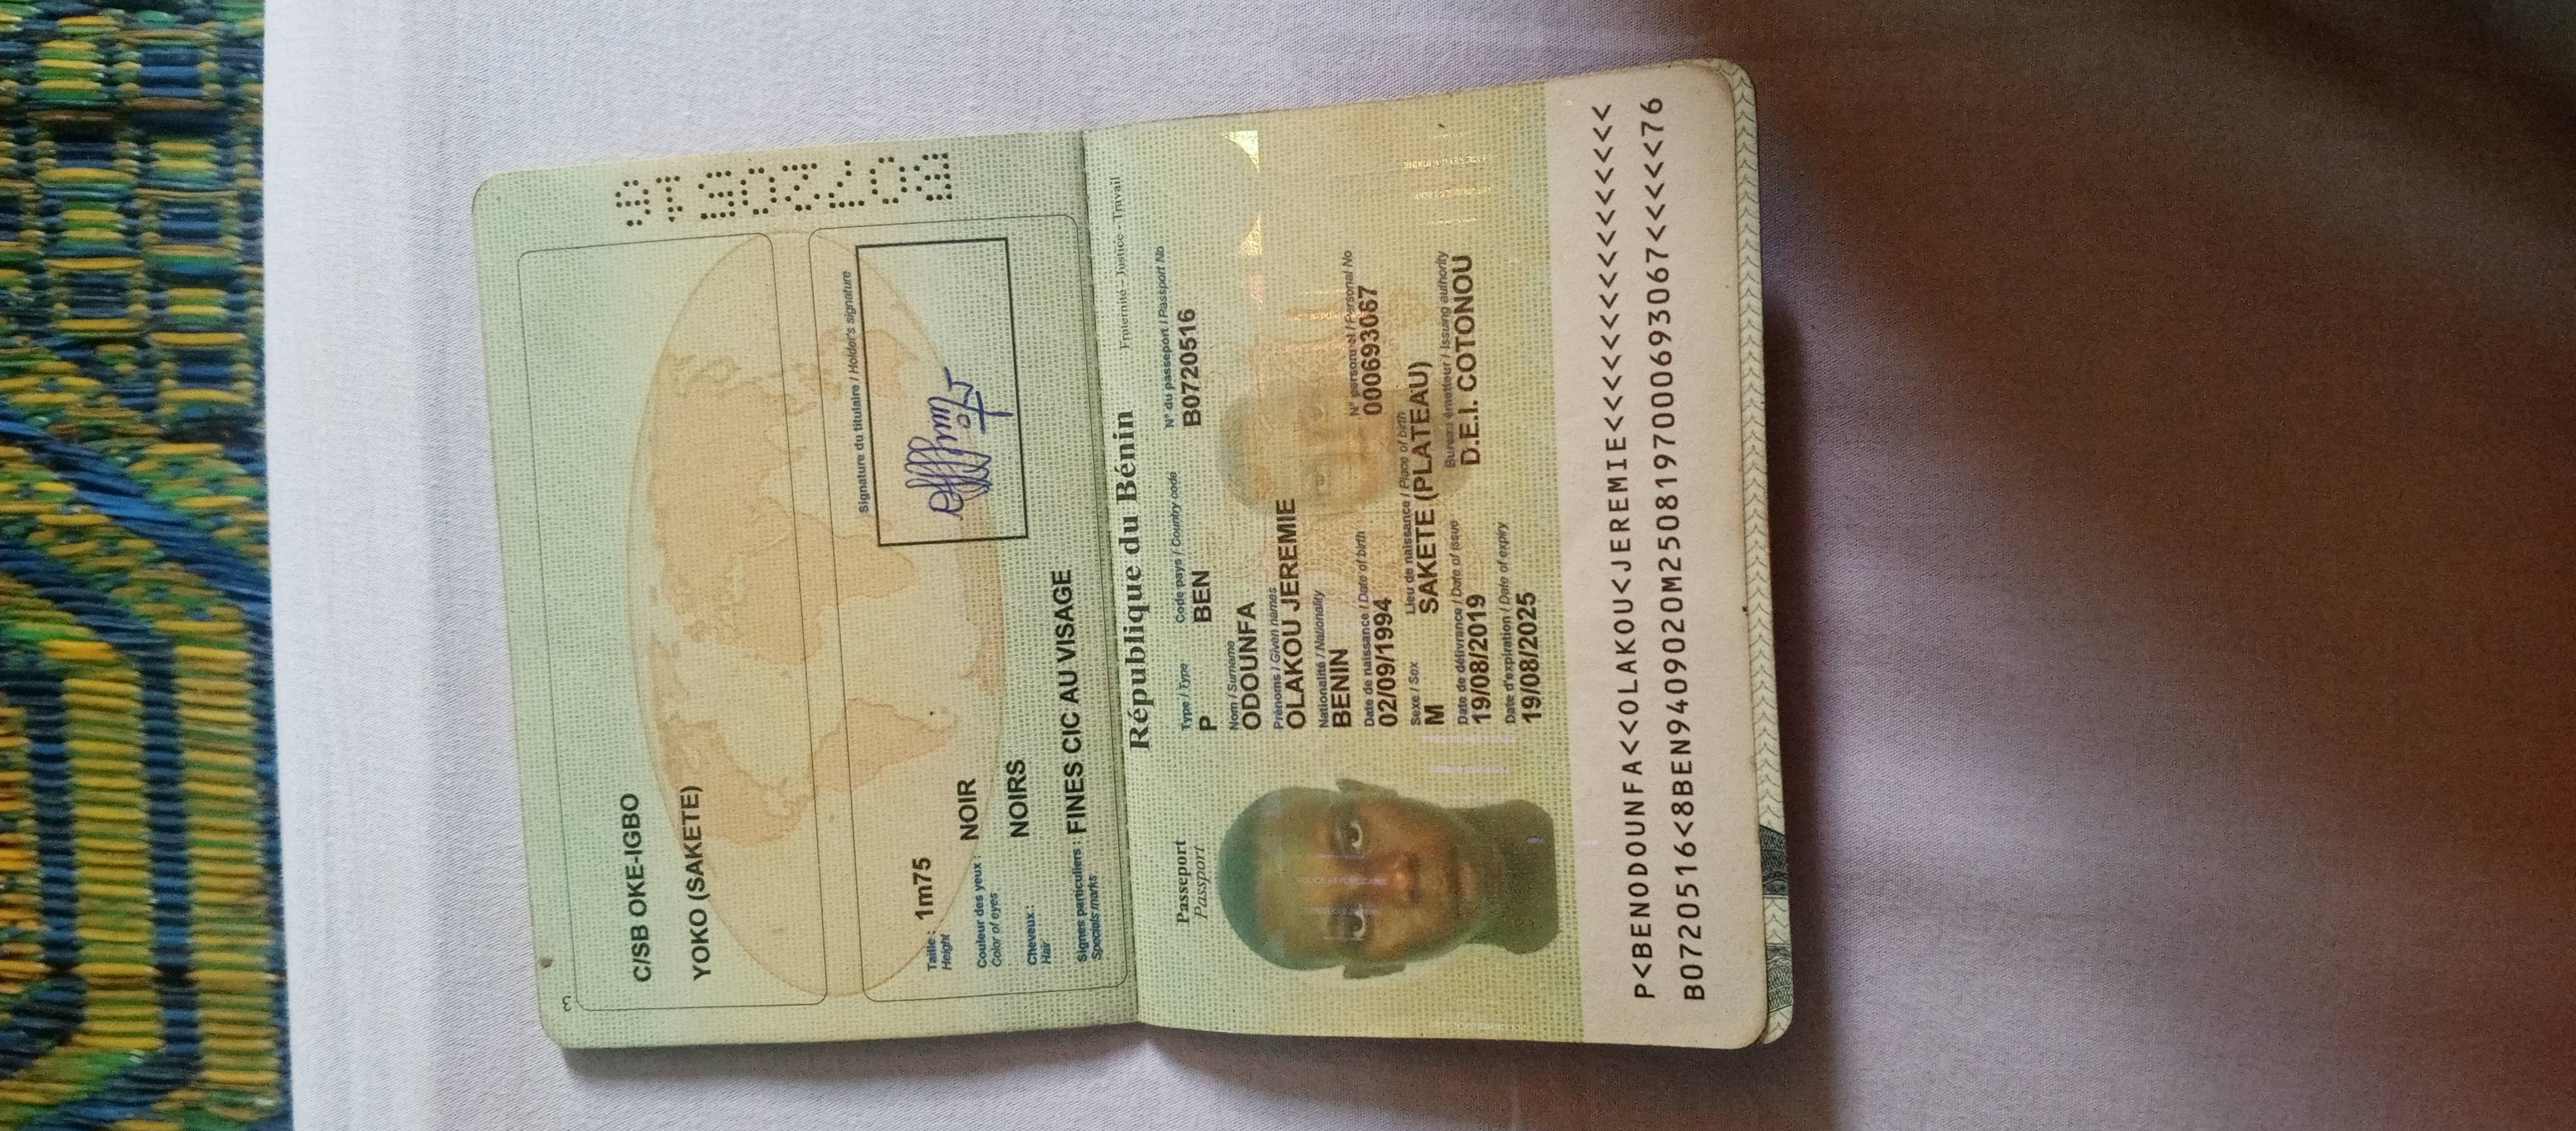 3
C/SB OKE-IGBO
YOKO (SAKETE)
B0720516
Signature du titulaire / Holder's signature
Taille : 1m75
Height
Couleur des yeux : NOIR
Color of eyes
Cheveux : NOIRS
Hair
Signes particuliers : FINES CIC AU VISAGE
Specials marks
République du Bénin
Fraternité - Justice - Travail
Passeport
Passport
Type / Type
P
Code pays / Country code
BEN
N° du passeport / Passport No
B0720516
Nom / Surname
ODOUNFA
Prénoms / Given names
OLAKOU JEREMIE
Nationalité / Nationality
BENIN
Date de naissance / Date of birth
02/09/1994
N° personnel / Personal No
000693067
Sexe / Sex
M
Lieu de naissance / Place of birth
SAKETE (PLATEAU)
Date de délivrance / Date of issue
19/08/2019
Bureau émetteur / Issuing authority
D.E.I. COTONOU
Date d'expiration / Date of expiry
19/08/2025
P<BENODOUNFA<<OLAKOU<JEREMIE<<<<<<<<<<<<<<<<
B0720516<8BEN9409020M2508197000693067<<<<<76